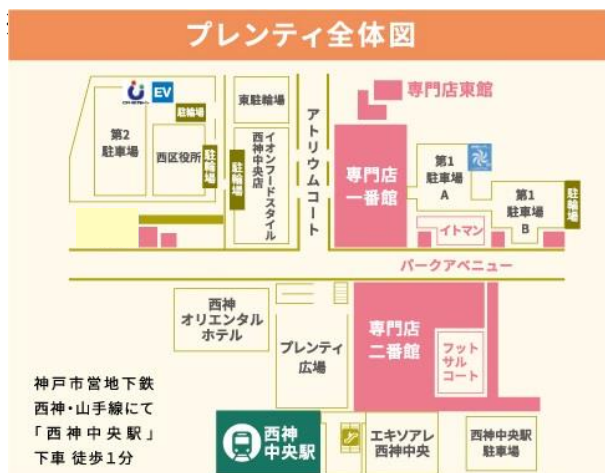 プレンティ全体図
EV
駐輪場
第2
駐車場
西区役所
駐輪場
東駐輪場
駐輪場
イオンフードスタイル
西神中央店
アトリウムコート
専門店東館
専門店
一番館
第1
駐車場
A
第1
駐車場
B
駐輪場
イトマン
パークアベニュー
西神
オリエンタル
ホテル
プレンティ
広場
専門店
二番館
フット
サル
コート
神戸市営地下鉄
西神・山手線にて
「西神中央駅」
下車 徒歩1分
西神
中央駅
エキソアレ
西神中央
西神中央駅
駐車場